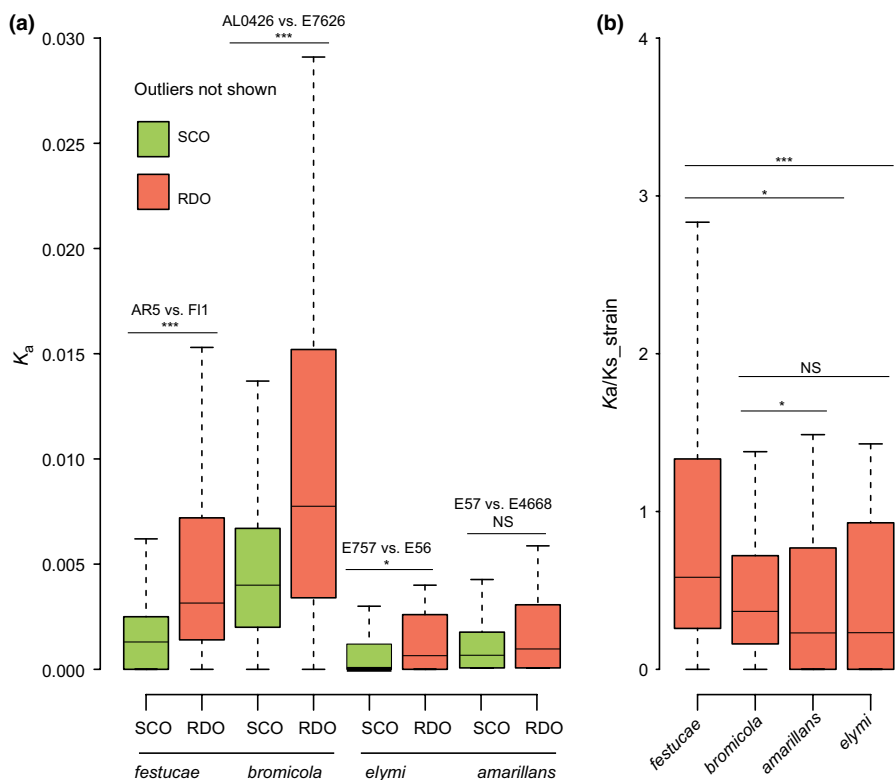 (a)
AL0426 vs. E7626
***
Outliers not shown
SCO
RDO
AR5 vs. Fl1
***
E757 vs. E56
*
E57 vs. E4668
NS
Ka
0.030
0.025
0.020
0.015
0.010
0.005
0.000
SCO RDO SCO RDO SCO RDO SCO RDO
festucae bromicola elymi amarillans
(b)
***
*
NS
*
Ka/Ks_strain
4
3
2
1
0
festucae bromicola amarillans elymi